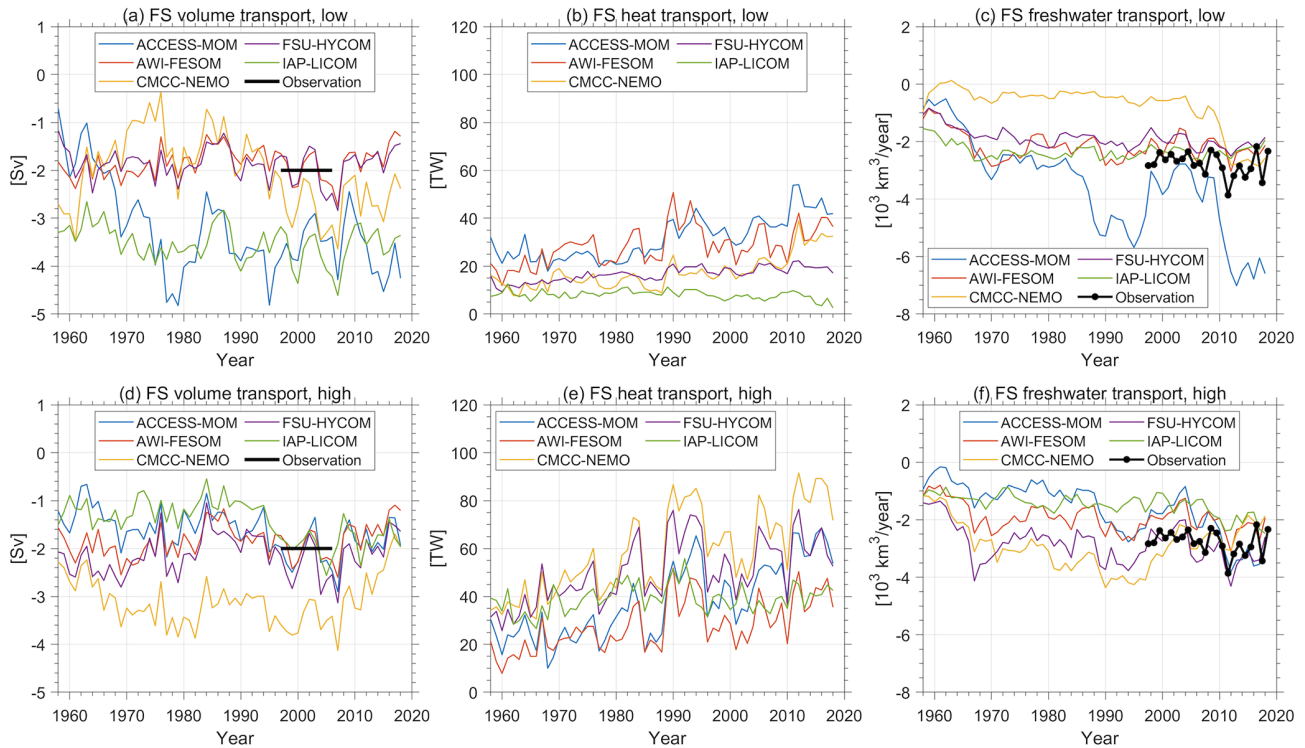 (a) FS volume transport, low
1
0
-1
-2
-3
-4
-5
[Sv]
ACCESS-MOM
AWI-FESOM
CMCC-NEMO
FSU-HYCOM
IAP-LICOM
Observation
1960 1970 1980 1990 2000 2010 2020
Year
(b) FS heat transport, low
120
100
80
60
40
20
0
[TW]
ACCESS-MOM
AWI-FESOM
CMCC-NEMO
FSU-HYCOM
IAP-LICOM
1960 1970 1980 1990 2000 2010 2020
Year
(c) FS freshwater transport, low
2
0
-2
-4
-6
-8
[10³ km³/year]
ACCESS-MOM
AWI-FESOM
CMCC-NEMO
FSU-HYCOM
IAP-LICOM
Observation
1960 1970 1980 1990 2000 2010 2020
Year
(d) FS volume transport, high
1
0
-1
-2
-3
-4
-5
[Sv]
ACCESS-MOM
AWI-FESOM
CMCC-NEMO
FSU-HYCOM
IAP-LICOM
Observation
1960 1970 1980 1990 2000 2010 2020
Year
(e) FS heat transport, high
120
100
80
60
40
20
0
[TW]
ACCESS-MOM
AWI-FESOM
CMCC-NEMO
FSU-HYCOM
IAP-LICOM
1960 1970 1980 1990 2000 2010 2020
Year
(f) FS freshwater transport, high
2
0
-2
-4
-6
-8
[10³ km³/year]
ACCESS-MOM
AWI-FESOM
CMCC-NEMO
FSU-HYCOM
IAP-LICOM
Observation
1960 1970 1980 1990 2000 2010 2020
Year